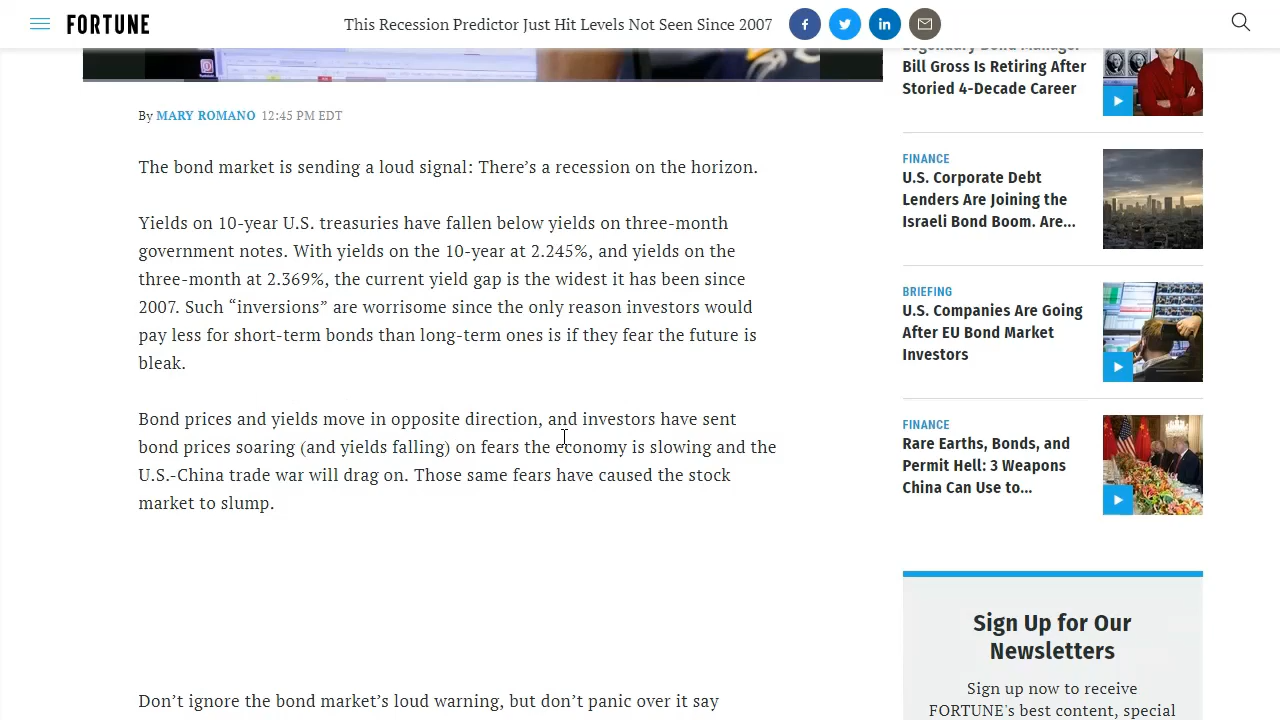 FORTUNE
This Recession Predictor Just Hit Levels Not Seen Since 2007
By MARY ROMANO 12:45 PM EDT
The bond market is sending a loud signal: There’s a recession on the horizon.
Yields on 10-year U.S. treasuries have fallen below yields on three-month
government notes. With yields on the 10-year at 2.245%, and yields on the
three-month at 2.369%, the current yield gap is the widest it has been since
2007. Such “inversions” are worrisome since the only reason investors would
pay less for short-term bonds than long-term ones is if they fear the future is
bleak.
Bond prices and yields move in opposite direction, and investors have sent
bond prices soaring (and yields falling) on fears the economy is slowing and the
U.S.-China trade war will drag on. Those same fears have caused the stock
market to slump.
Don’t ignore the bond market’s loud warning, but don’t panic over it say
Legendary Bond Manager
Bill Gross Is Retiring After
Storied 4-Decade Career
FINANCE
U.S. Corporate Debt
Lenders Are Joining the
Israeli Bond Boom. Are...
BRIEFING
U.S. Companies Are Going
After EU Bond Market
Investors
FINANCE
Rare Earths, Bonds, and
Permit Hell: 3 Weapons
China Can Use to...
Sign Up for Our
Newsletters
Sign up now to receive
FORTUNE's best content, special